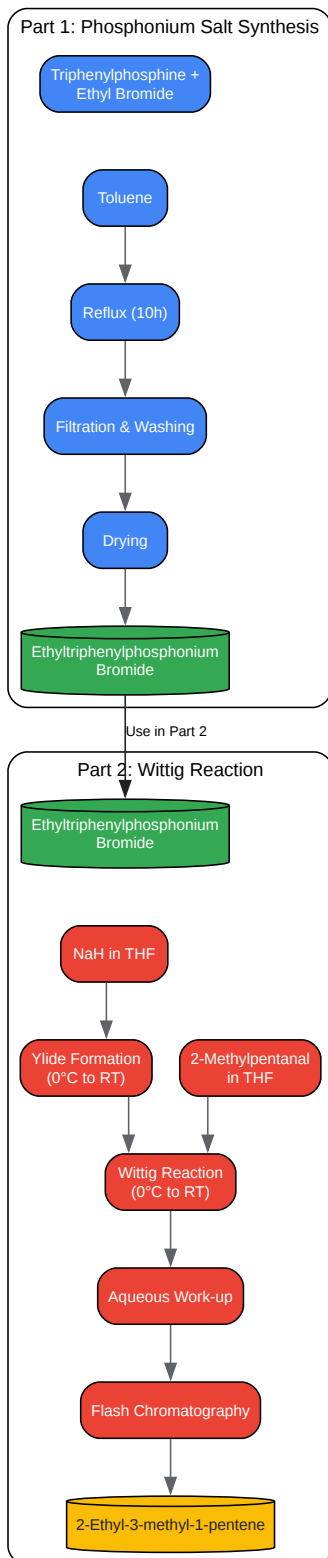 Part 1: Phosphonium Salt Synthesis
Triphenylphosphine +
Ethyl Bromide
Toluene
Reflux (10h)
Filtration & Washing
Drying
Ethyltriphenylphosphonium
Bromide
Use in Part 2
Part 2: Wittig Reaction
Ethyltriphenylphosphonium
Bromide
NaH in THF
Ylide Formation
(0°C to RT)
2-Methylpentanal
in THF
Wittig Reaction
(0°C to RT)
Aqueous Work-up
Flash Chromatography
2-Ethyl-3-methyl-1-pentene